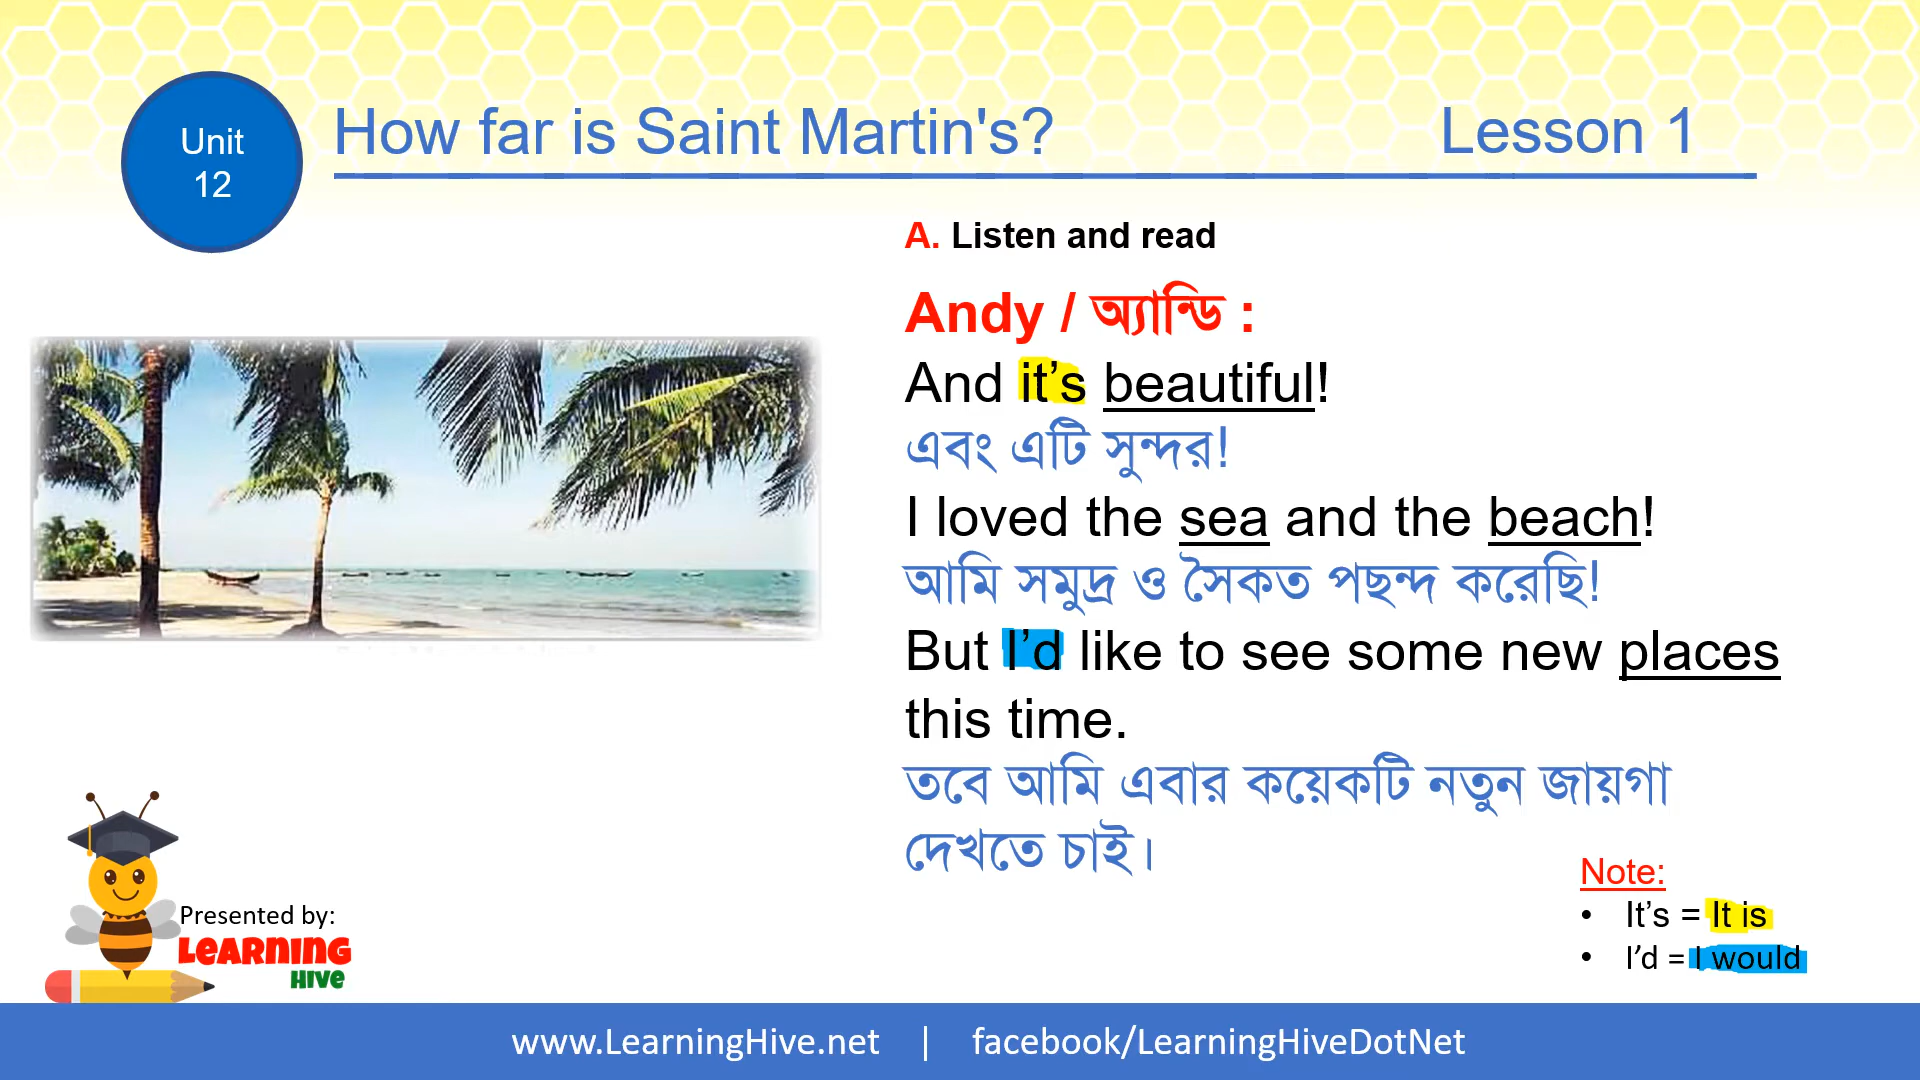 Unit
12
How far is Saint Martin's?
Lesson 1
A. Listen and read
Andy / অ্যান্ডি :
And it’s beautiful!
এবং এটি সুন্দর!
I loved the sea and the beach!
আমি সমুদ্র ও সৈকত পছন্দ করেছি!
But I’d like to see some new places
this time.
তবে আমি এবার কয়েকটি নতুন জায়গা
দেখতে চাই।
Note:
• It’s = It is
• I’d = I would
Presented by:
LEARNING
HIVE
www.LearningHive.net | facebook/LearningHiveDotNet